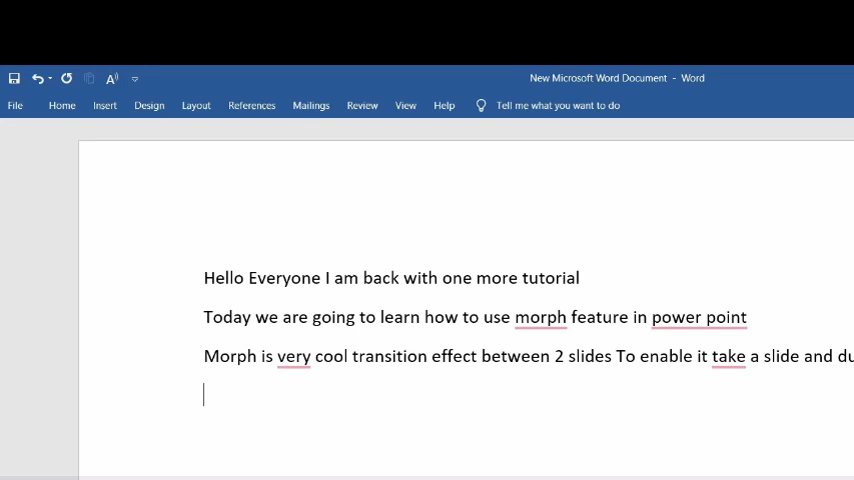 New Microsoft Word Document - Word
File Home Insert Design Layout References Mailings Review View Help Tell me what you want to do
Hello Everyone I am back with one more tutorial
Today we are going to learn how to use morph feature in power point
Morph is very cool transition effect between 2 slides To enable it take a slide and du